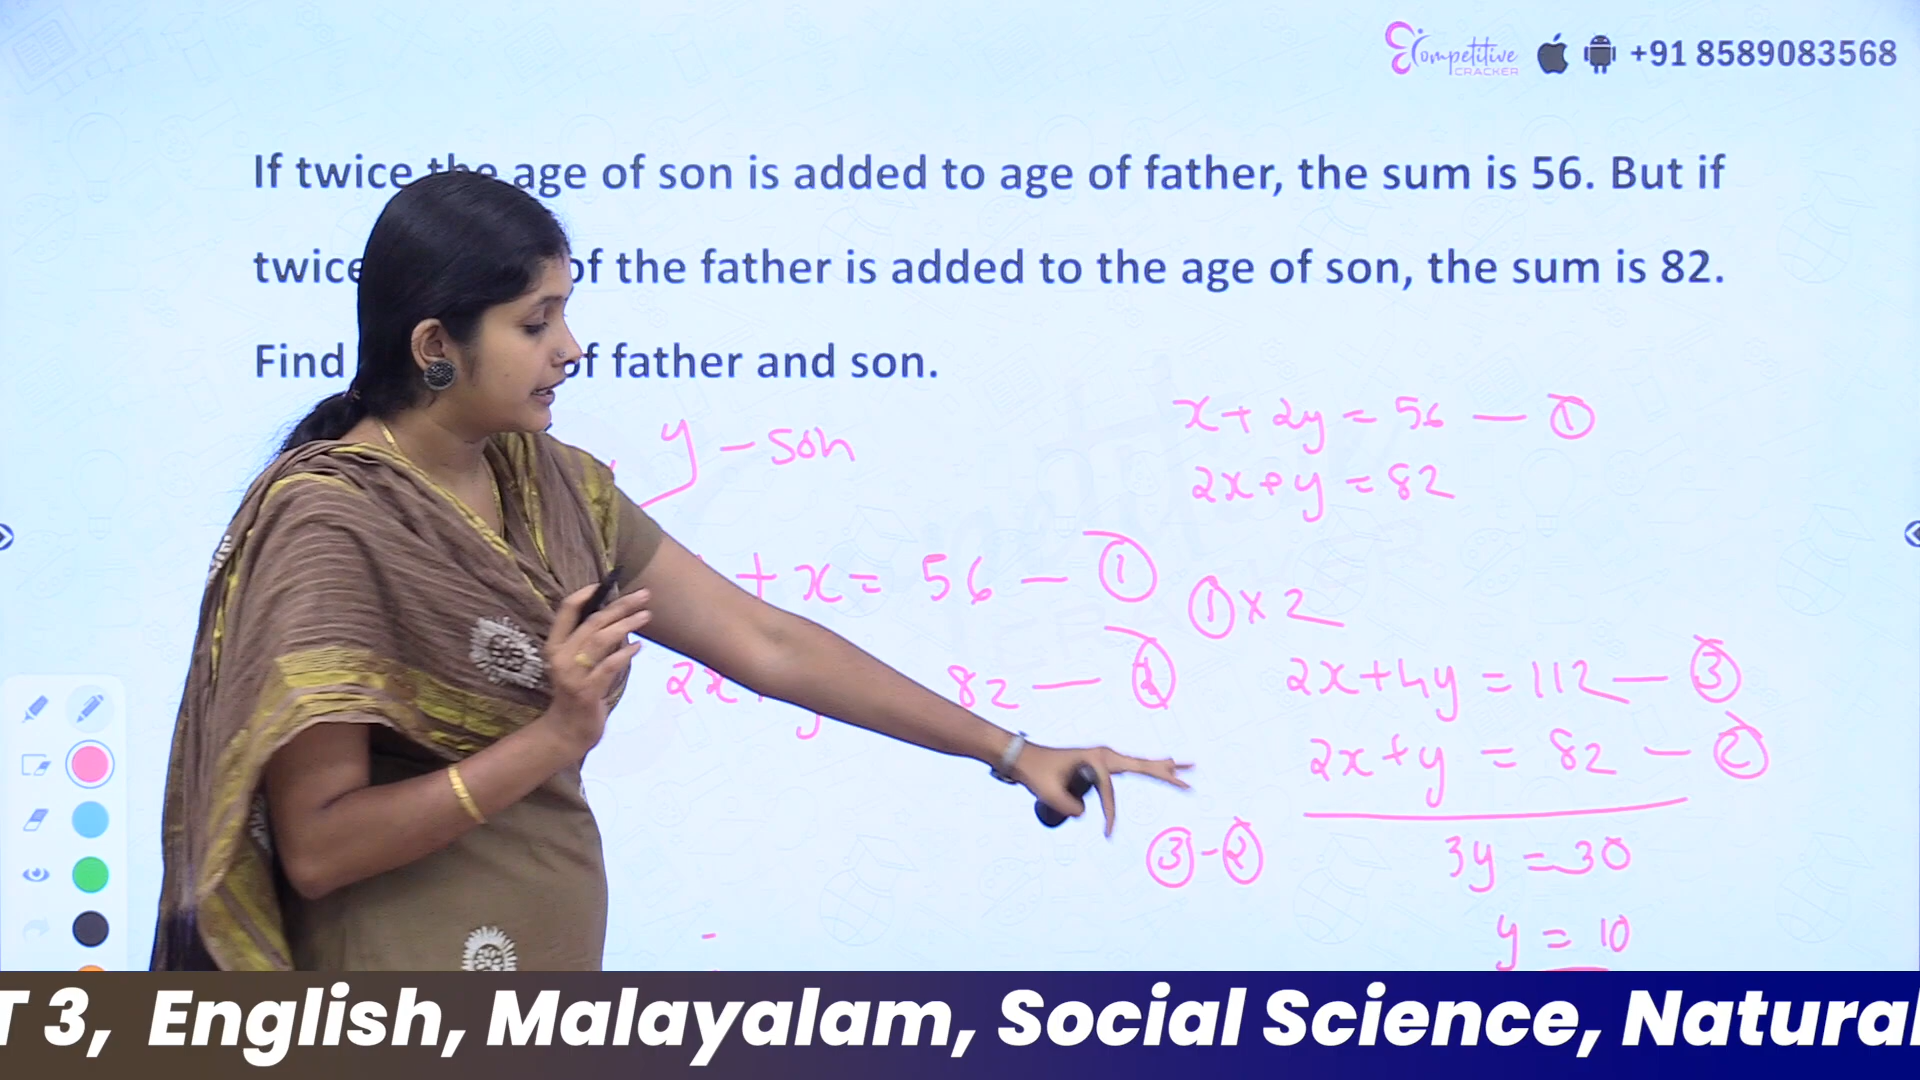 Competitive
CRACKER
+91 8589083568
If twice the age of son is added to age of father, the sum is 56. But if
twice of the father is added to the age of son, the sum is 82.
Find of father and son.
y - son
x + 2y = 56 — ①
2x + y = 82
+ x = 56 — ①
① x 2
2x 82 — ②
2x + 4y = 112 — ③
2x + y = 82 — ②
③ - ②
3y = 30
y = 10
T 3, English, Malayalam, Social Science, Natural